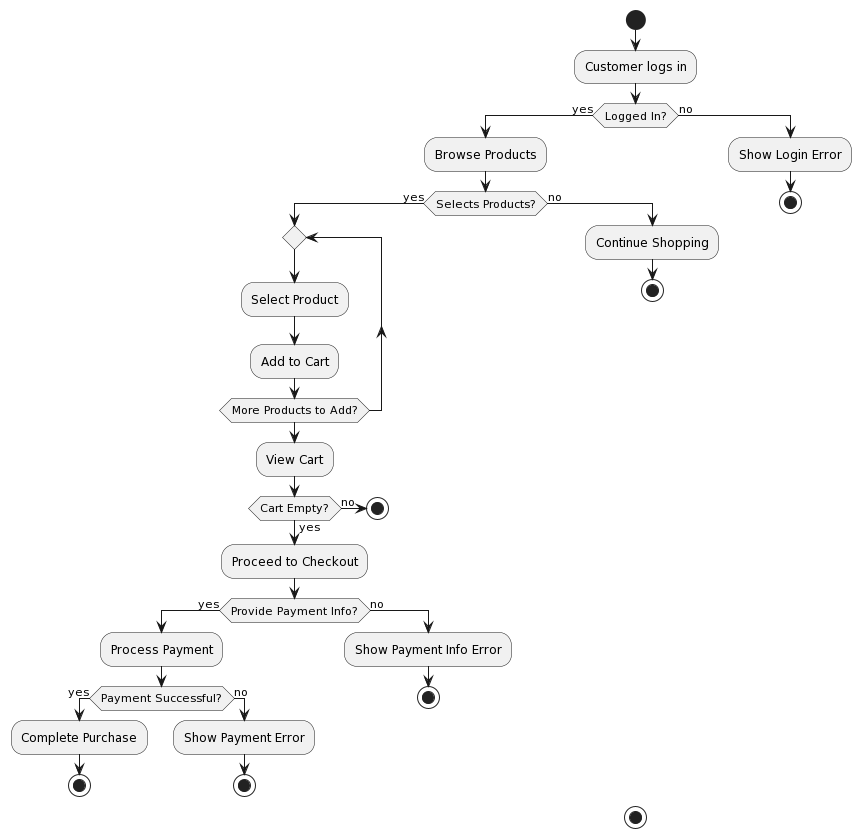 Customer logs in
yes
Logged In?
no
Browse Products
Show Login Error
yes
Selects Products?
no
Continue Shopping
Select Product
Add to Cart
More Products to Add?
View Cart
Cart Empty?
no
yes
Proceed to Checkout
yes
Provide Payment Info?
no
Process Payment
Show Payment Info Error
yes
Payment Successful?
no
Complete Purchase
Show Payment Error